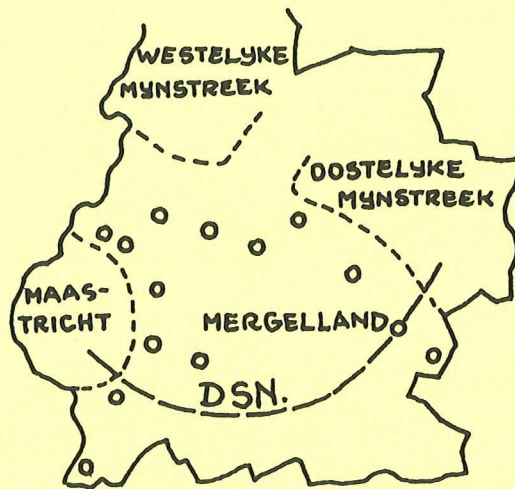 WESTELYKE
MYNSTREEK
OOSTELYKE
MYNSTREEK
MAAS-
TRICHT
MERGELLAND
DSN.